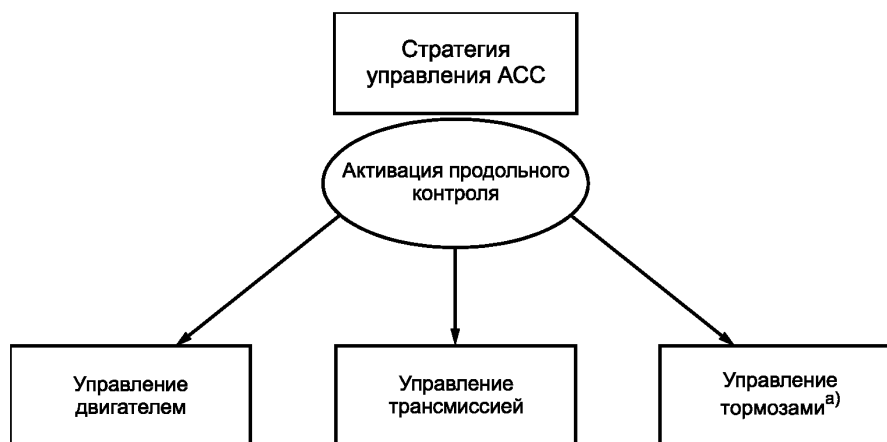 Стратегия
управления АСС
Активация продольного
контроля
Управление
двигателем
Управление
трансмиссией
Управление
тормозами а)